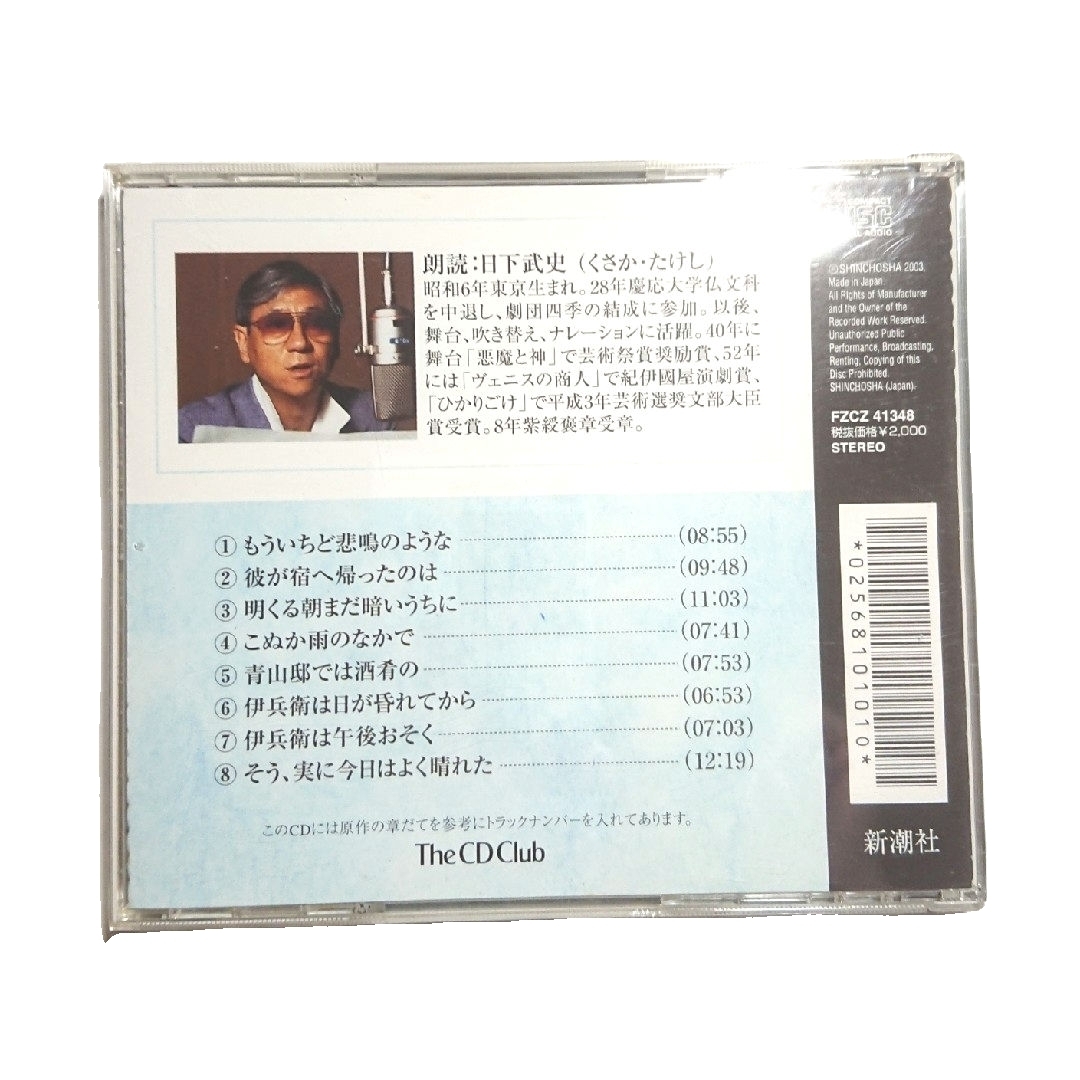 朗読：日下武史（くさか・たけし）
昭和6年東京生まれ。28年慶応大学仏文科
を中退し、劇団四季の結成に参加。以後、
舞台、吹き替え、ナレーションに活躍。40年に
舞台「悪魔と神」で芸術祭賞奨励賞、52年
には「ヴェニスの商人」で紀伊國屋演劇賞、
「ひかりごけ」で平成3年芸術選奨文部大臣
賞受賞。8年紫綬褒章受章。
①もういちど悲鳴のような (08:55)
②彼が宿へ帰ったのは (09:48)
③明くる朝まだ暗いうちに (11:03)
④こぬか雨のなかで (07:41)
⑤青山邸では酒肴の (07:53)
⑥伊兵衛は日が昏れてから (06:53)
⑦伊兵衛は午後おそく (07:03)
⑧そう、実に今日はよく晴れた (12:19)
このCDには原作の章だてを参考にトラックナンバーを入れてあります。
The CD Club
COMPACT
DISC
AUDIO
ⓟSHINCHOSHA 2003.
Made in Japan.
All Rights of Manufacturer
and the Owner of the
Recorded Work Reserved.
Unauthorized Public
Performance, Broadcasting,
Renting, Copying of this
Disc Prohibited.
SHINCHOSHA (Japan).
FZCZ 41348
税抜価格￥2,000
STEREO
*0256810101010*
新潮社